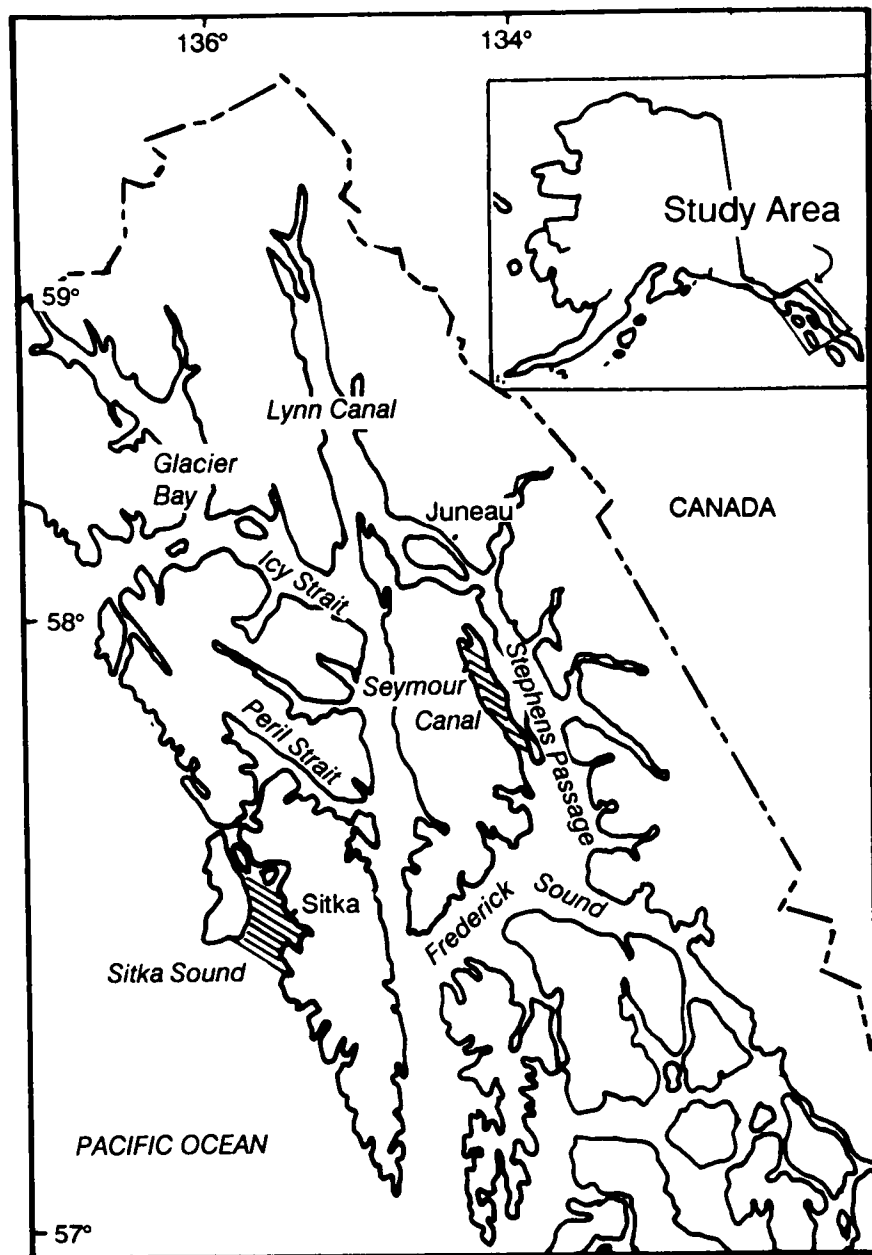 136°
134°
Study Area
59°
Lynn Canal
Glacier
Bay
Juneau
CANADA
Icy Strait
58°
Seymour
Canal
Stephens Passage
Peril Strait
Sitka
Frederick Sound
Sitka Sound
PACIFIC OCEAN
57°